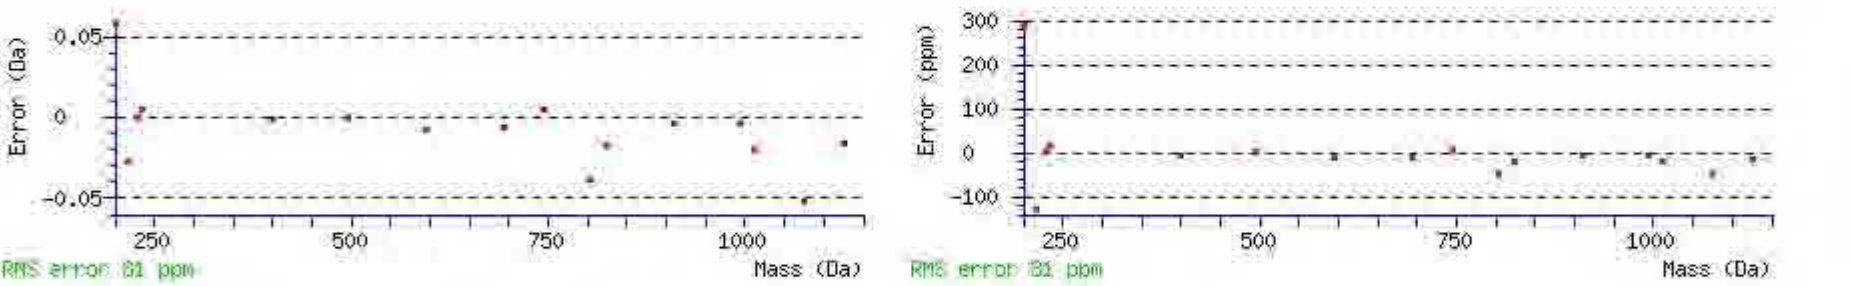 0.05
0
-0.05
Error (Da)
250 500 750 1000
RMS error 81 ppm
Mass (Da)
300
200
100
0
-100
Error (ppm)
250 500 750 1000
RMS error 81 ppm
Mass (Da)